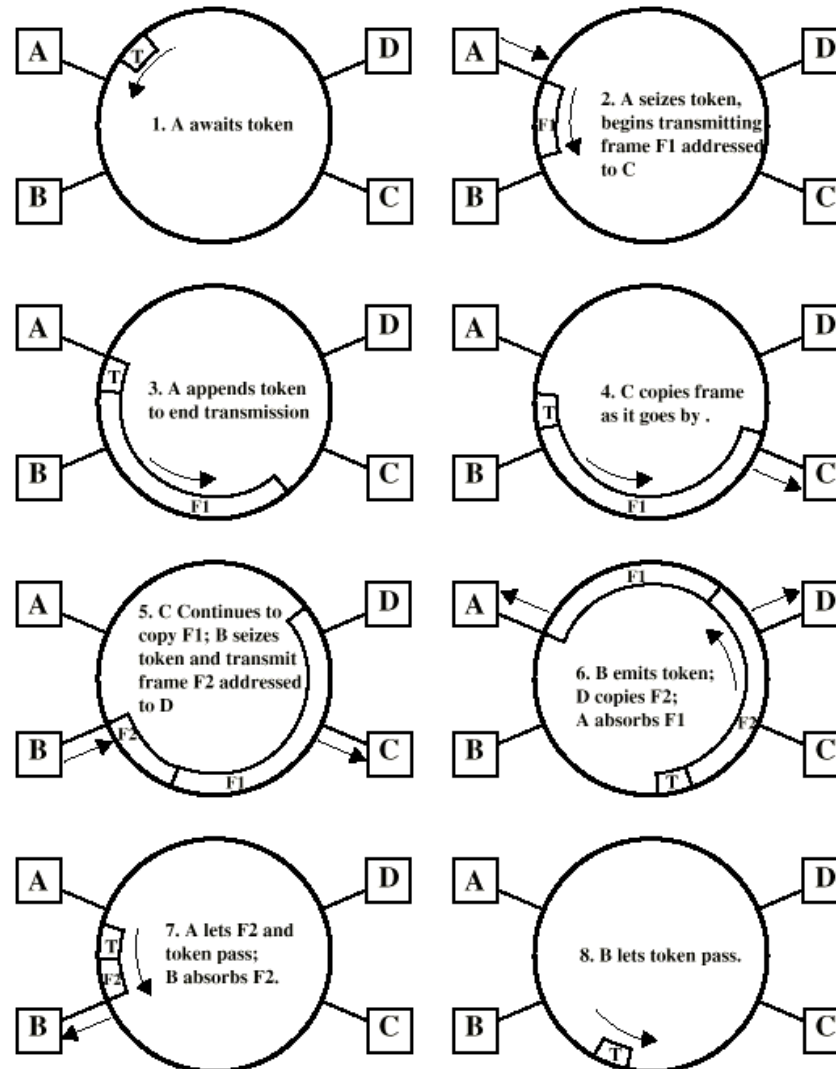 A
D
T
1. A awaits token
B
C
A
D
2. A seizes token,
begins transmitting
frame F1 addressed
to C
F1
B
C
A
D
T
3. A appends token
to end transmission
B
C
F1
A
D
4. C copies frame
as it goes by .
T
B
C
F1
A
D
5. C Continues to
copy F1; B seizes
token and transmit
frame F2 addressed
to D
B
F2
C
F1
F1
A
D
6. B emits token;
D copies F2;
A absorbs F1
F2
B
C
T
A
D
7. A lets F2 and
token pass;
B absorbs F2.
T
F2
B
C
A
D
8. B lets token pass.
B
C
T